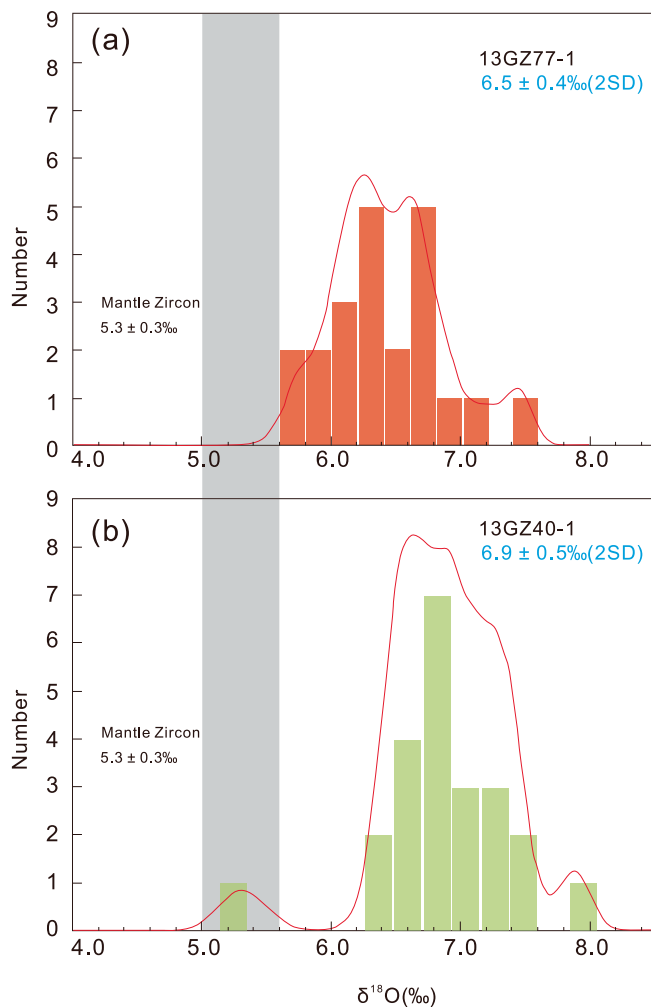 9
(a)
13GZ77-1
8
6.5 ± 0.4‰(2SD)
7
6
5
Number
4
3
Mantle Zircon
5.3 ± 0.3‰
2
1
0
4.0 5.0 6.0 7.0 8.0
9
(b)
13GZ40-1
8
6.9 ± 0.5‰(2SD)
7
6
5
Number
4
Mantle Zircon
5.3 ± 0.3‰
3
2
1
0
4.0 5.0 6.0 7.0 8.0
δ¹⁸O(‰)